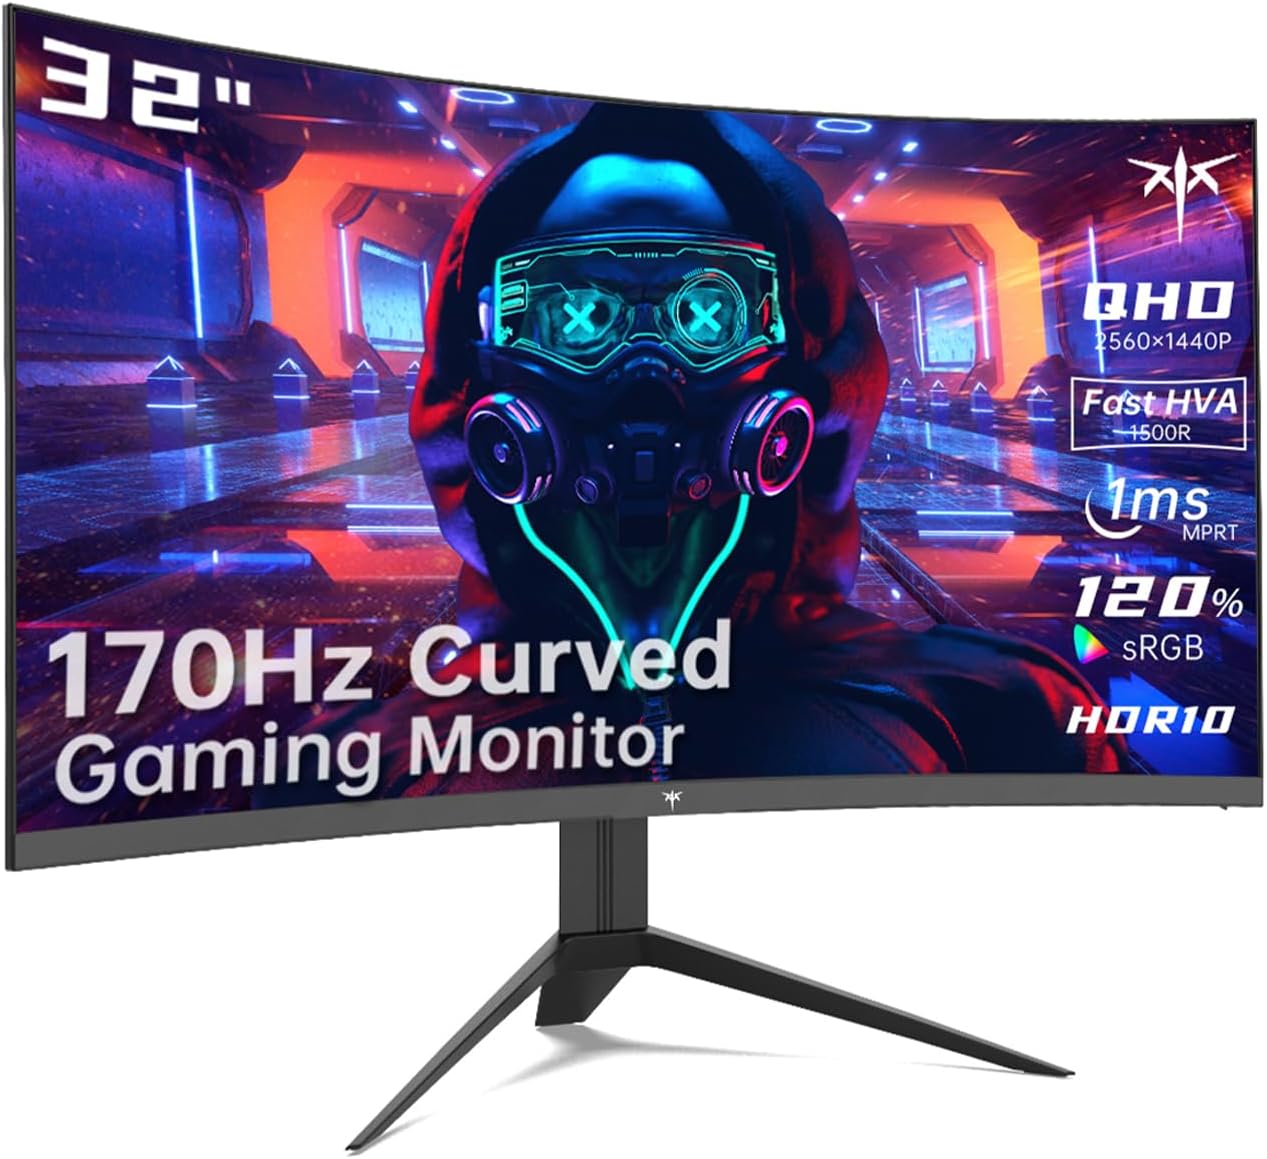 32"
QHD
2560×1440P
Fast HVA
1500R
1ms
MPRT
120%
sRGB
HDR10
170Hz Curved
Gaming Monitor